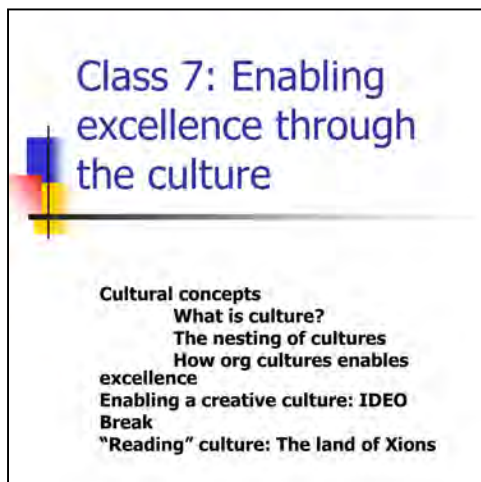 Class 7: Enabling
excellence through
the culture
Cultural concepts
What is culture?
The nesting of cultures
How org cultures enables
excellence
Enabling a creative culture: IDEO
Break
“Reading” culture: The land of Xions